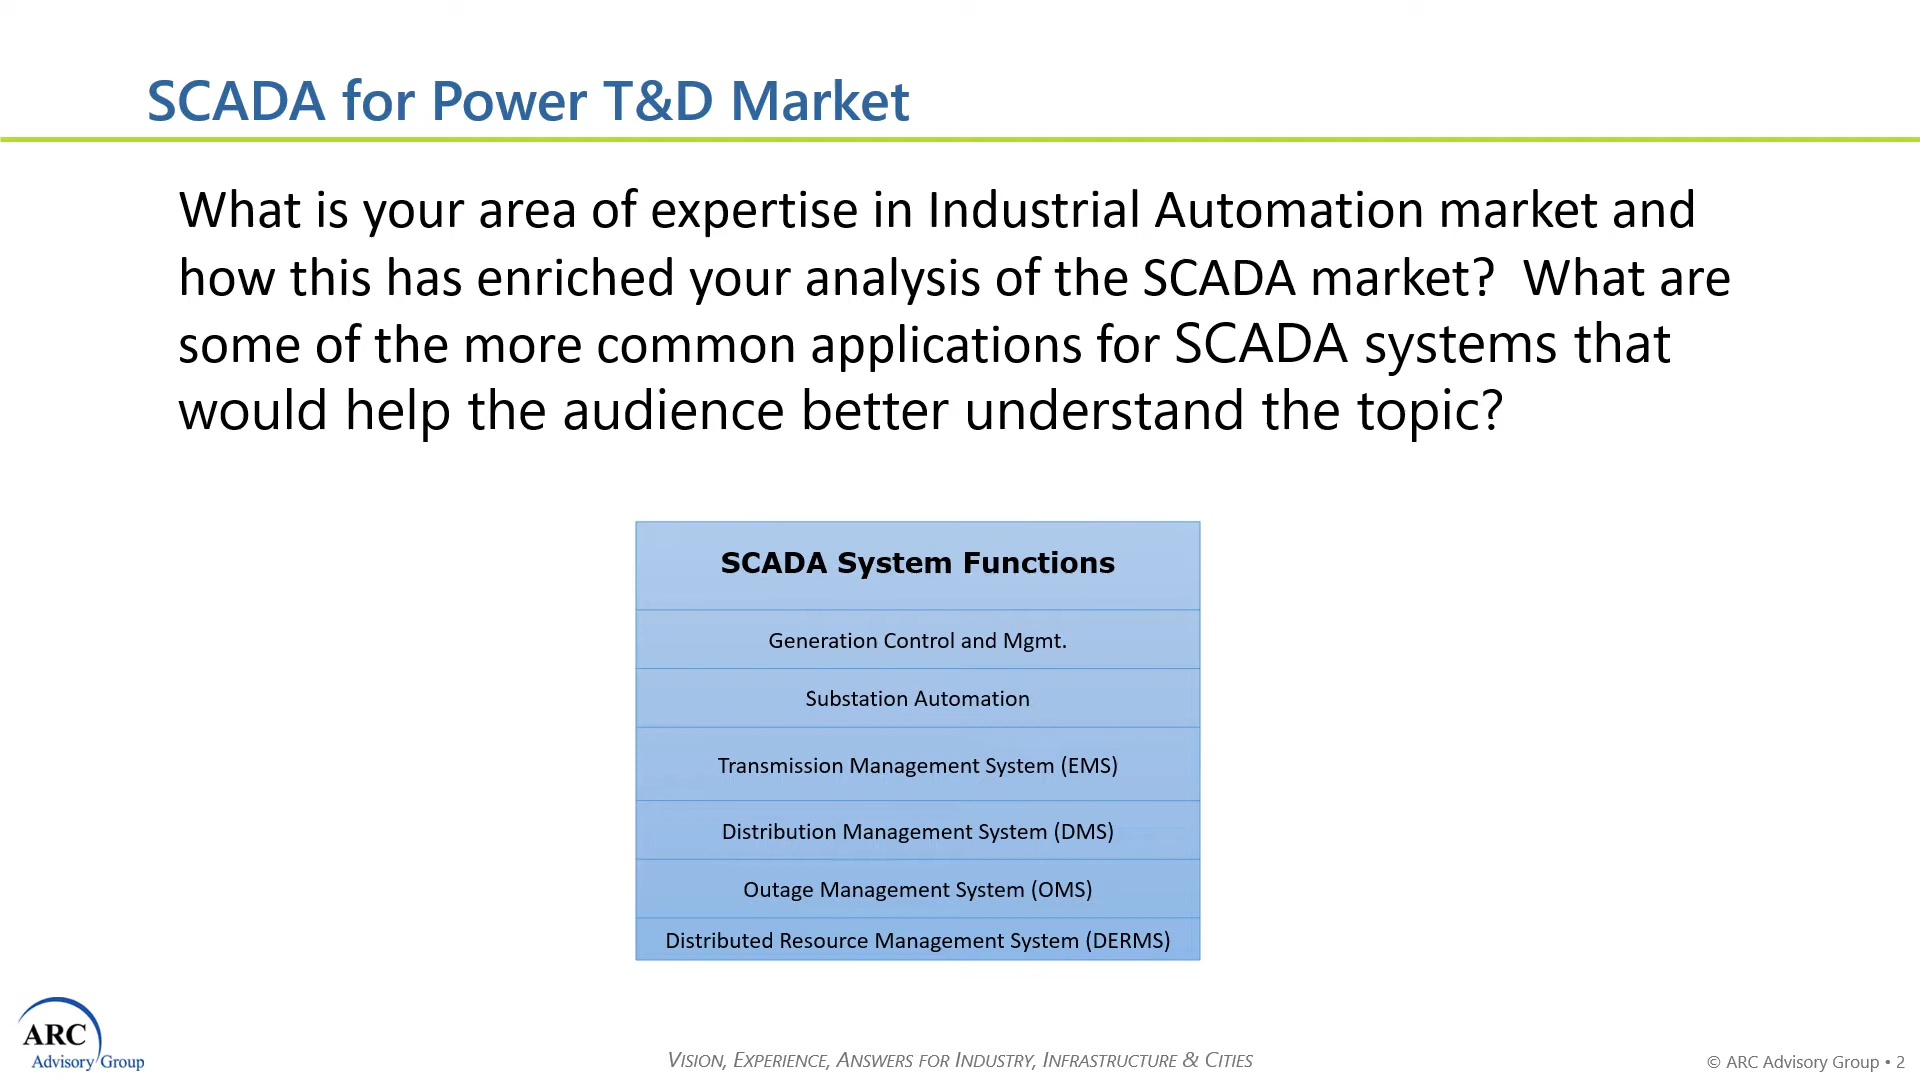 SCADA for Power T&D Market
What is your area of expertise in Industrial Automation market and
how this has enriched your analysis of the SCADA market?  What are
some of the more common applications for SCADA systems that
would help the audience better understand the topic?
SCADA System Functions
Generation Control and Mgmt.
Substation Automation
Transmission Management System (EMS)
Distribution Management System (DMS)
Outage Management System (OMS)
Distributed Resource Management System (DERMS)
ARC
Advisory Group
VISION, EXPERIENCE, ANSWERS FOR INDUSTRY, INFRASTRUCTURE & CITIES
© ARC Advisory Group • 2